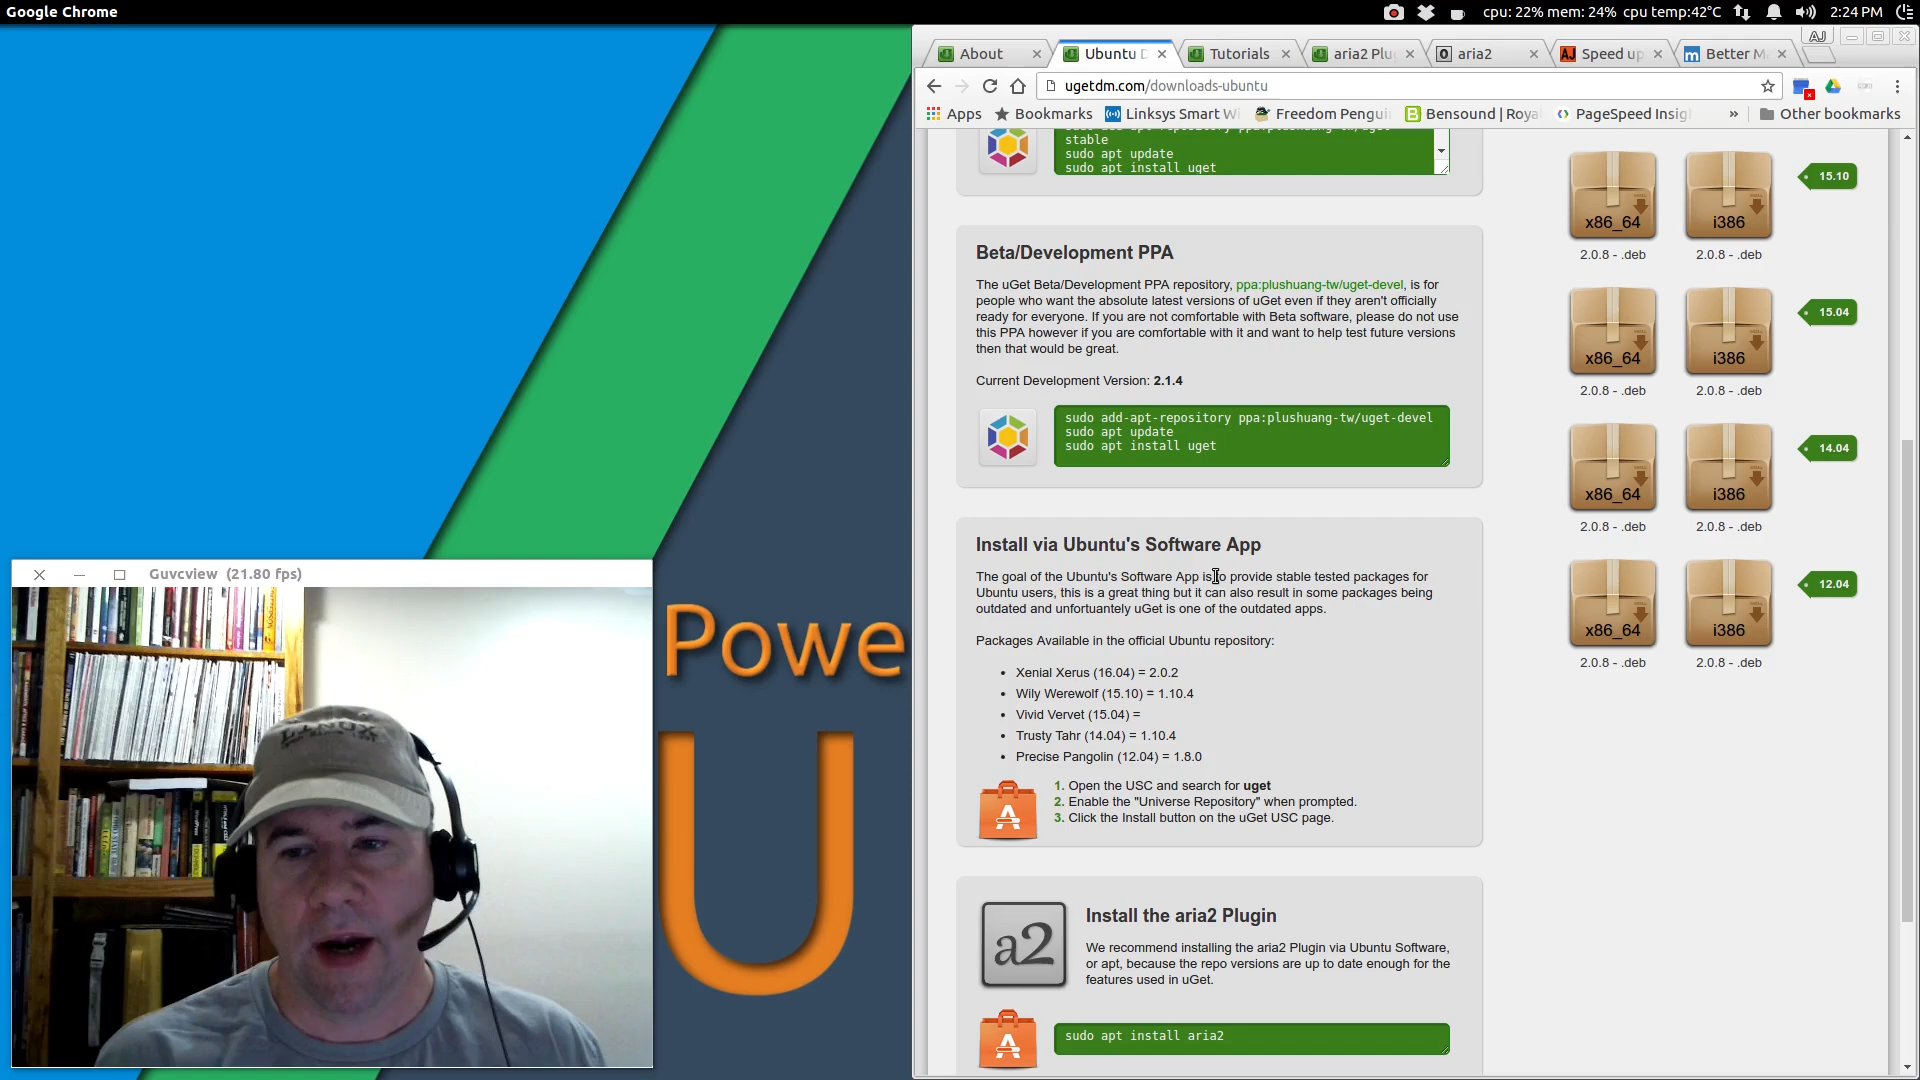 Google Chrome
cpu: 22% mem: 24% cpu temp:42°C
2:24 PM
About
Ubuntu D
Tutorials
aria2 Plug
aria2
Speed up
Better M
AJ
ugetdm.com/downloads-ubuntu
Apps
Bookmarks
Linksys Smart Wi
Freedom Pengui
Bensound | Roya
PageSpeed Insig
»
Other bookmarks
stable
sudo apt update
sudo apt install uget
Beta/Development PPA
The uGet Beta/Development PPA repository, ppa:plushuang-tw/uget-devel, is for
people who want the absolute latest versions of uGet even if they aren't officially
ready for everyone. If you are not comfortable with Beta software, please do not use
this PPA however if you are comfortable with it and want to help test future versions
then that would be great.
Current Development Version: 2.1.4
sudo add-apt-repository ppa:plushuang-tw/uget-devel
sudo apt update
sudo apt install uget
Install via Ubuntu's Software App
The goal of the Ubuntu's Software App is to provide stable tested packages for
Ubuntu users, this is a great thing but it can also result in some packages being
outdated and unfortuantely uGet is one of the outdated apps.
Packages Available in the official Ubuntu repository:
• Xenial Xerus (16.04) = 2.0.2
• Wily Werewolf (15.10) = 1.10.4
• Vivid Vervet (15.04) =
• Trusty Tahr (14.04) = 1.10.4
• Precise Pangolin (12.04) = 1.8.0
1. Open the USC and search for uget
2. Enable the "Universe Repository" when prompted.
3. Click the Install button on the uGet USC page.
a2
Install the aria2 Plugin
We recommend installing the aria2 Plugin via Ubuntu Software,
or apt, because the repo versions are up to date enough for the
features used in uGet.
sudo apt install aria2
x86_64
i386
15.10
2.0.8 - .deb
2.0.8 - .deb
x86_64
i386
15.04
2.0.8 - .deb
2.0.8 - .deb
x86_64
i386
14.04
2.0.8 - .deb
2.0.8 - .deb
x86_64
i386
12.04
2.0.8 - .deb
2.0.8 - .deb
Guvcview (21.80 fps)
LINUX
Powe
U